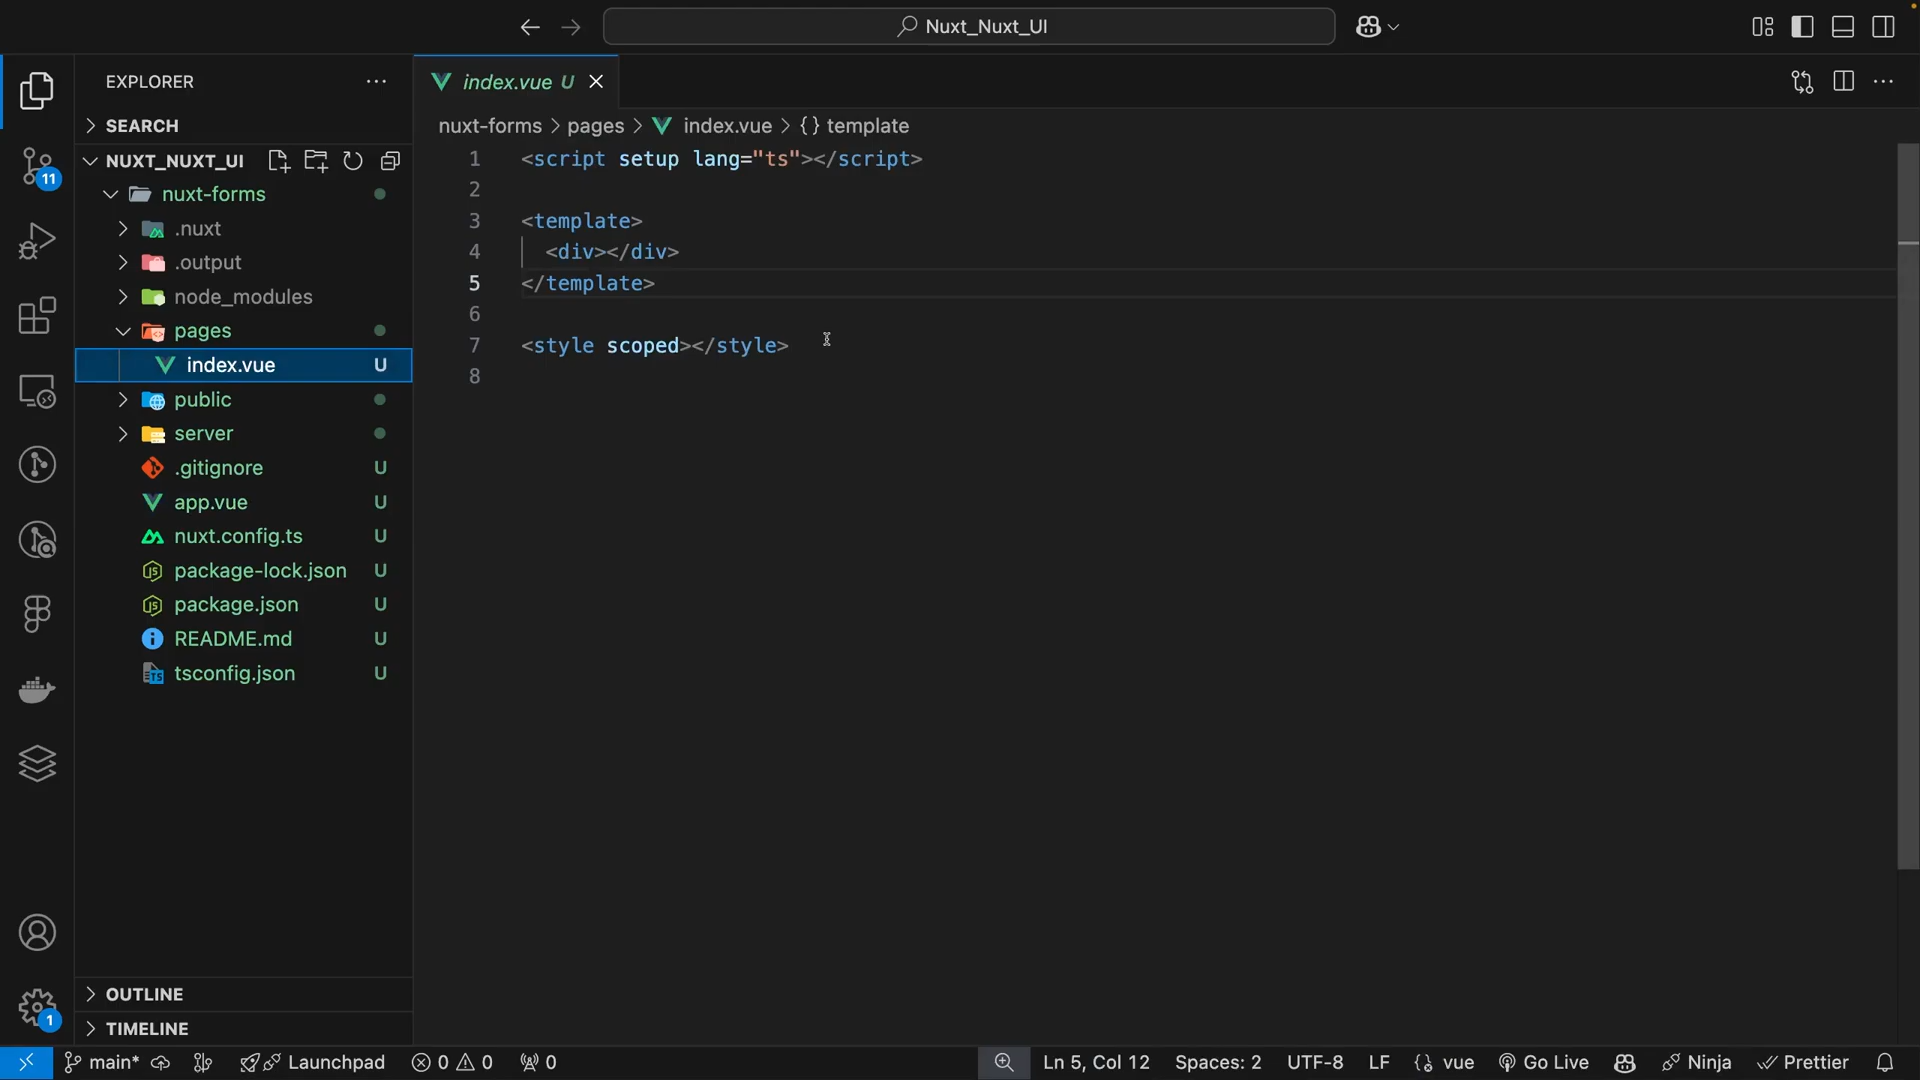 Nuxt_Nuxt_UI
EXPLORER
SEARCH
NUXT_NUXT_UI
nuxt-forms
.nuxt
.output
node_modules
pages
index.vue U
public
server
.gitignore U
app.vue U
nuxt.config.ts U
package-lock.json U
package.json U
README.md U
tsconfig.json U
OUTLINE
TIMELINE
11
1
index.vue U
nuxt-forms > pages > index.vue > {} template
1 <script setup lang="ts"></script>
2
3 <template>
4 <div></div>
5 </template>
6
7 <style scoped></style>
8
main* Launchpad 0 0 0 Ln 5, Col 12 Spaces: 2 UTF-8 LF vue Go Live Ninja Prettier